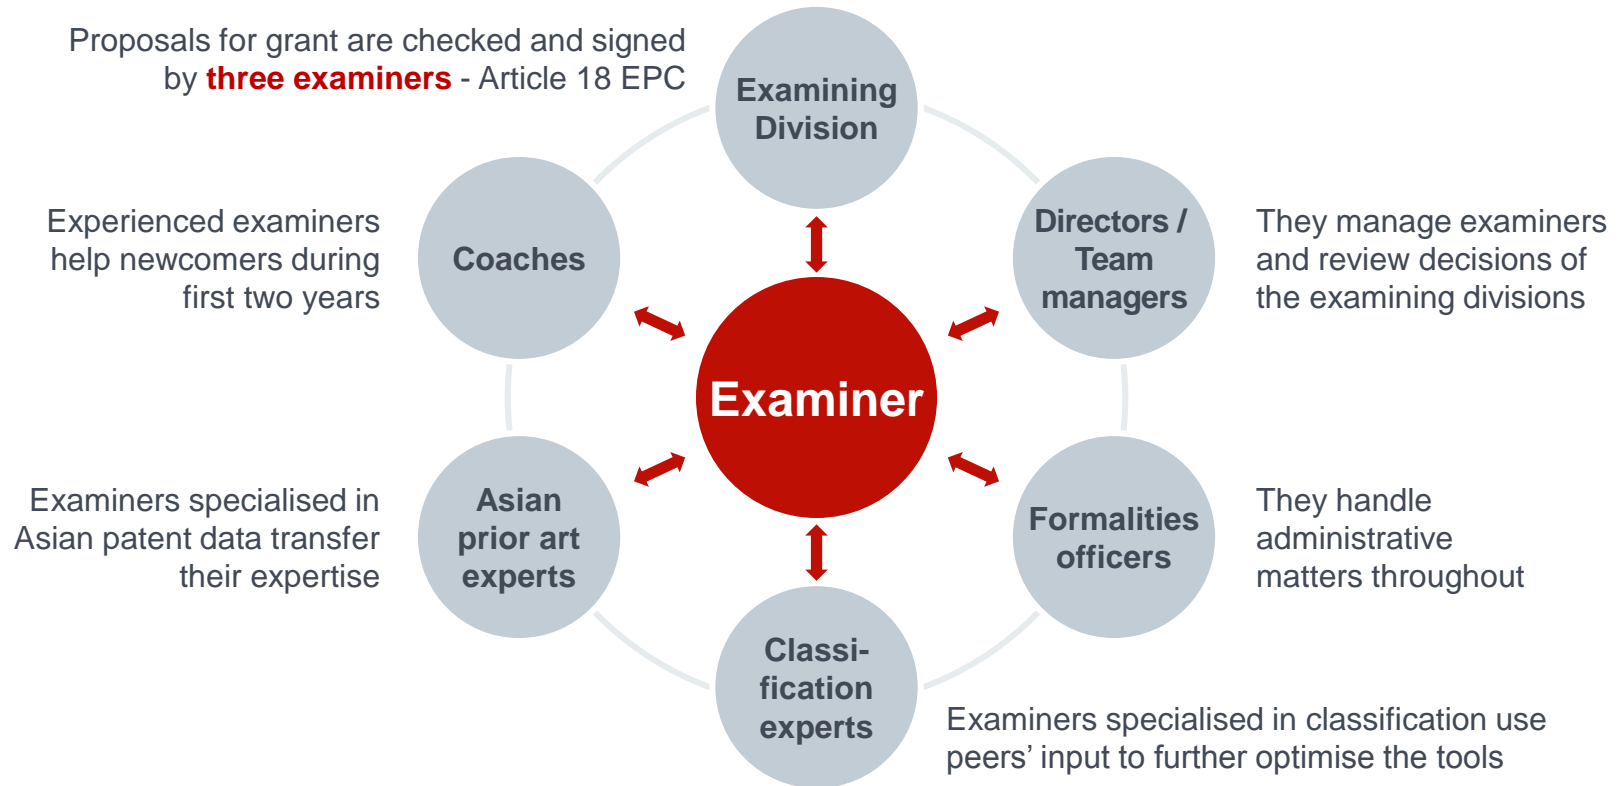 Proposals for grant are checked and signed
by three examiners - Article 18 EPC
Examining
Division
Directors /
Team
managers
They manage examiners
and review decisions of
the examining divisions
Experienced examiners
help newcomers during
first two years
Coaches
Examiner
Examiners specialised in
Asian patent data transfer
their expertise
Asian
prior art
experts
Formalities
officers
They handle
administrative
matters throughout
Classi-
fication
experts
Examiners specialised in classification use
peers’ input to further optimise the tools